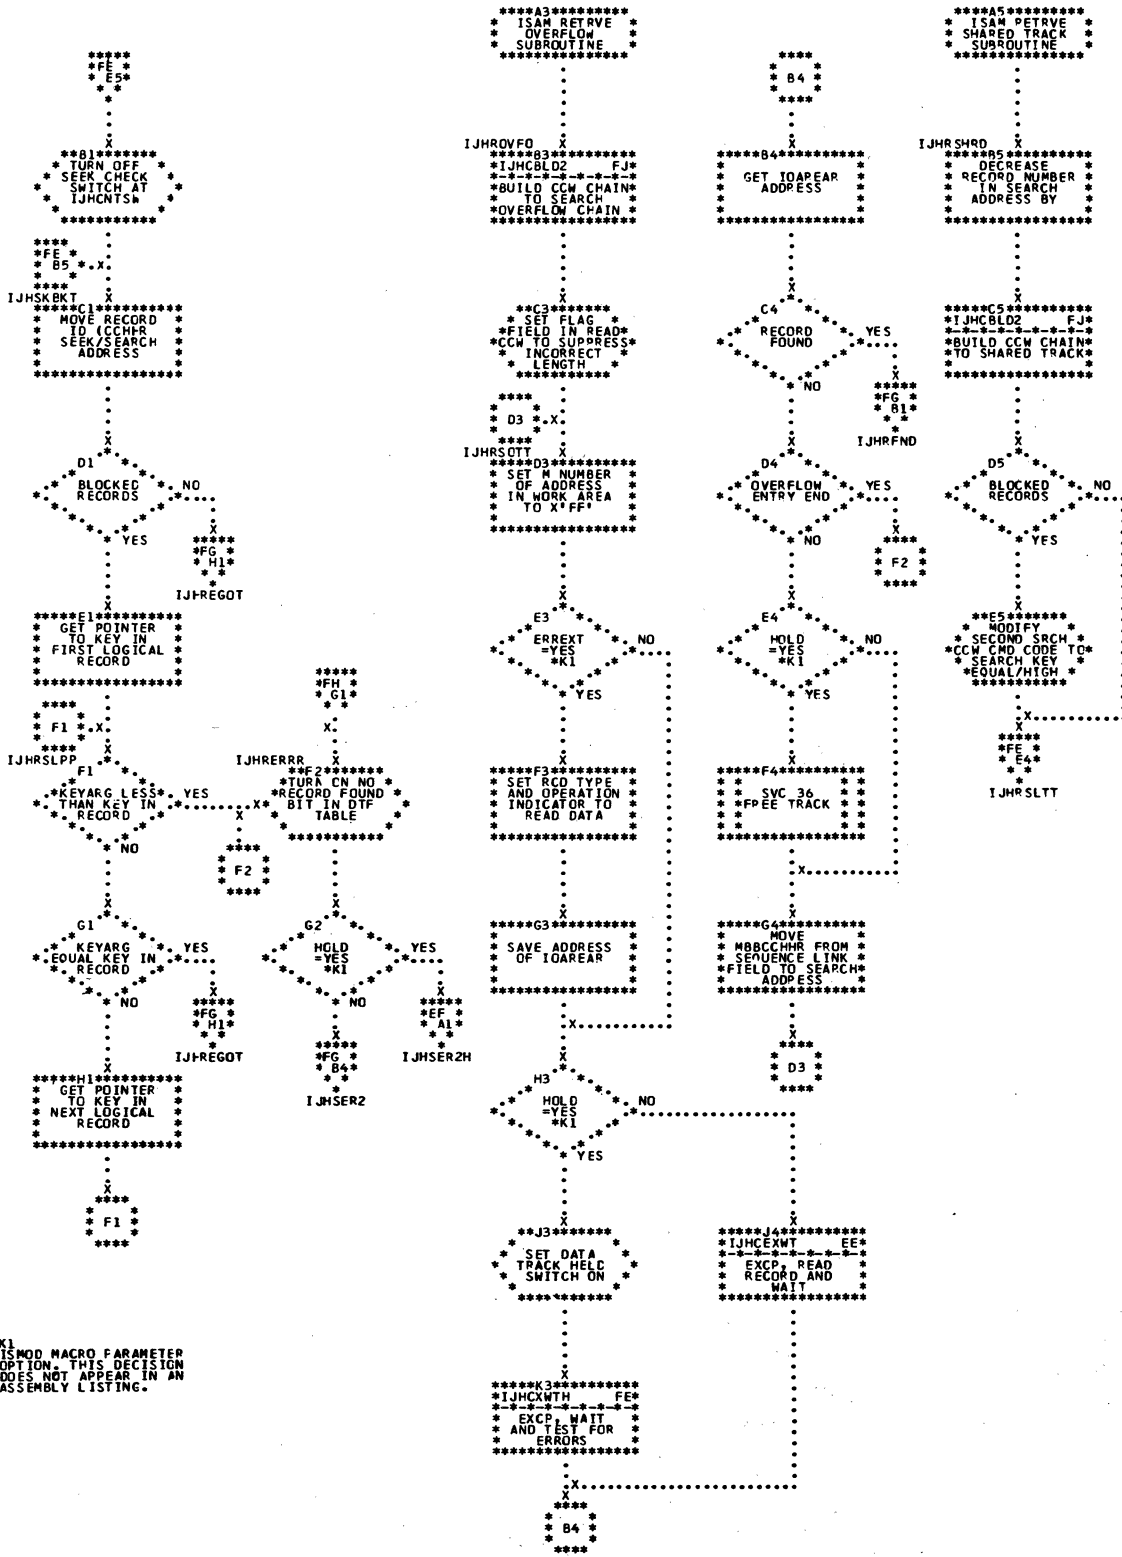 A3
ISAM RETRVE
OVERFLOW
SUBROUTINE
A5
ISAM PETRVE
SHARED TRACK
SUBROUTINE
FE
E5
B4
B1
TURN OFF
SEEK CHECK
SWITCH AT
IJHCNTSW
IJHROVFO
B3
IJHCBLD2 FJ
BUILD CCW CHAIN
TO SEARCH
OVERFLOW CHAIN
B4
GET IOAREAR
ADDRESS
IJHRSHRD
B5
DECREASE
RECORD NUMBER
IN SEARCH
ADDRESS BY
FE
B5
IJHSKBKT
C1
MOVE RECORD
ID (CCHHR
SEEK/SEARCH
ADDRESS
C3
SET FLAG
FIELD IN READ
CCW TO SUPPRESS
INCORRECT
LENGTH
C4
RECORD
FOUND
YES
NO
FG
B1
IJHRFND
C5
IJHCBLD2 FJ
BUILD CCW CHAIN
TO SHARED TRACK
D3
IJHRSOTT
D1
BLOCKED
RECORDS
NO
YES
FG
H1
IJHREGOT
D3
SET M NUMBER
OF ADDRESS
IN WORK AREA
TO X'FF'
D4
OVERFLOW
ENTRY END
YES
NO
F2
D5
BLOCKED
RECORDS
NO
YES
E1
GET POINTER
TO KEY IN
FIRST LOGICAL
RECORD
E3
ERREXT
=YES
*K1
NO
YES
E4
HOLD
=YES
*K1
NO
YES
E5
MODIFY
SECOND SRCH
CCW CMD CODE TO
SEARCH KEY
EQUAL/HIGH
FE
E4
IJHRSLTT
F1
IJHRSLPP
FH
G1
IJHRERRR
F1
KEYARG LESS
THAN KEY IN
RECORD
YES
NO
F2
F2
TURN ON NO
RECORD FOUND
BIT IN DTF
TABLE
F3
SET RCD TYPE
AND OPERATION
INDICATOR TO
READ DATA
F4
SVC 36
FREE TRACK
G1
KEYARG
EQUAL KEY IN
RECORD
YES
NO
FG
H1
IJHREGOT
G2
HOLD
=YES
*K1
YES
NO
FG
B4
IJHSER2
EF
A1
IJHSER2H
G3
SAVE ADDRESS
OF IOAREAR
G4
MOVE
MBBCCHHR FROM
SEQUENCE LINK
FIELD TO SEARCH
ADDPESS
D3
H1
GET POINTER
TO KEY IN
NEXT LOGICAL
RECORD
F1
H3
HOLD
=YES
*K1
NO
YES
J3
SET DATA
TRACK HELD
SWITCH ON
J4
IJHCEXWT EE
EXCP, READ
RECORD AND
WAIT
K1
ISMOD MACRO PARAMETER
OPTION. THIS DECISION
DOES NOT APPEAR IN AN
ASSEMBLY LISTING.
K3
IJHCXWTH FE
EXCP, WAIT
AND TEST FOR
ERRORS
B4